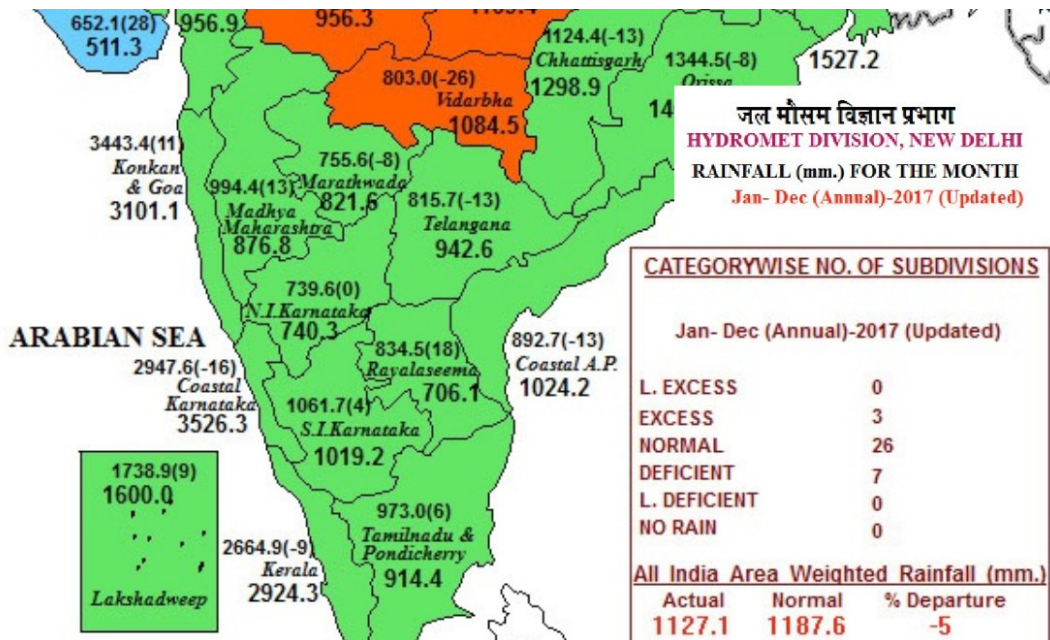 652.1(28)
511.3
956.9
956.3
1124.4(-13)
Chhattisgarh
1298.9
1344.5(-8)
Orissa
1527.2
803.0(-26)
Vidarbha
1084.5
जल मौसम विज्ञान प्रभाग
HYDROMET DIVISION, NEW DELHI
RAINFALL (mm.) FOR THE MONTH
Jan- Dec (Annual)-2017 (Updated)
3443.4(11)
Konkan
& Goa
3101.1
755.6(-8)
Marathwada
821.6
994.4(13)
Madhya
Maharashtra
876.8
815.7(-13)
Telangana
942.6
739.6(0)
N.I.Karnataka
740.3
ARABIAN SEA
2947.6(-16)
Coastal
Karnataka
3526.3
834.5(18)
Rayalaseema
706.1
892.7(-13)
Coastal A.P.
1024.2
1061.7(4)
S.I.Karnataka
1019.2
1738.9(9)
1600.0
Lakshadweep
2664.9(-9)
Kerala
2924.3
973.0(6)
Tamilnadu &
Pondicherry
914.4
CATEGORYWISE NO. OF SUBDIVISIONS
Jan- Dec (Annual)-2017 (Updated)
L. EXCESS 0
EXCESS 3
NORMAL 26
DEFICIENT 7
L. DEFICIENT 0
NO RAIN 0
All India Area Weighted Rainfall (mm.)
Actual Normal % Departure
1127.1 1187.6 -5